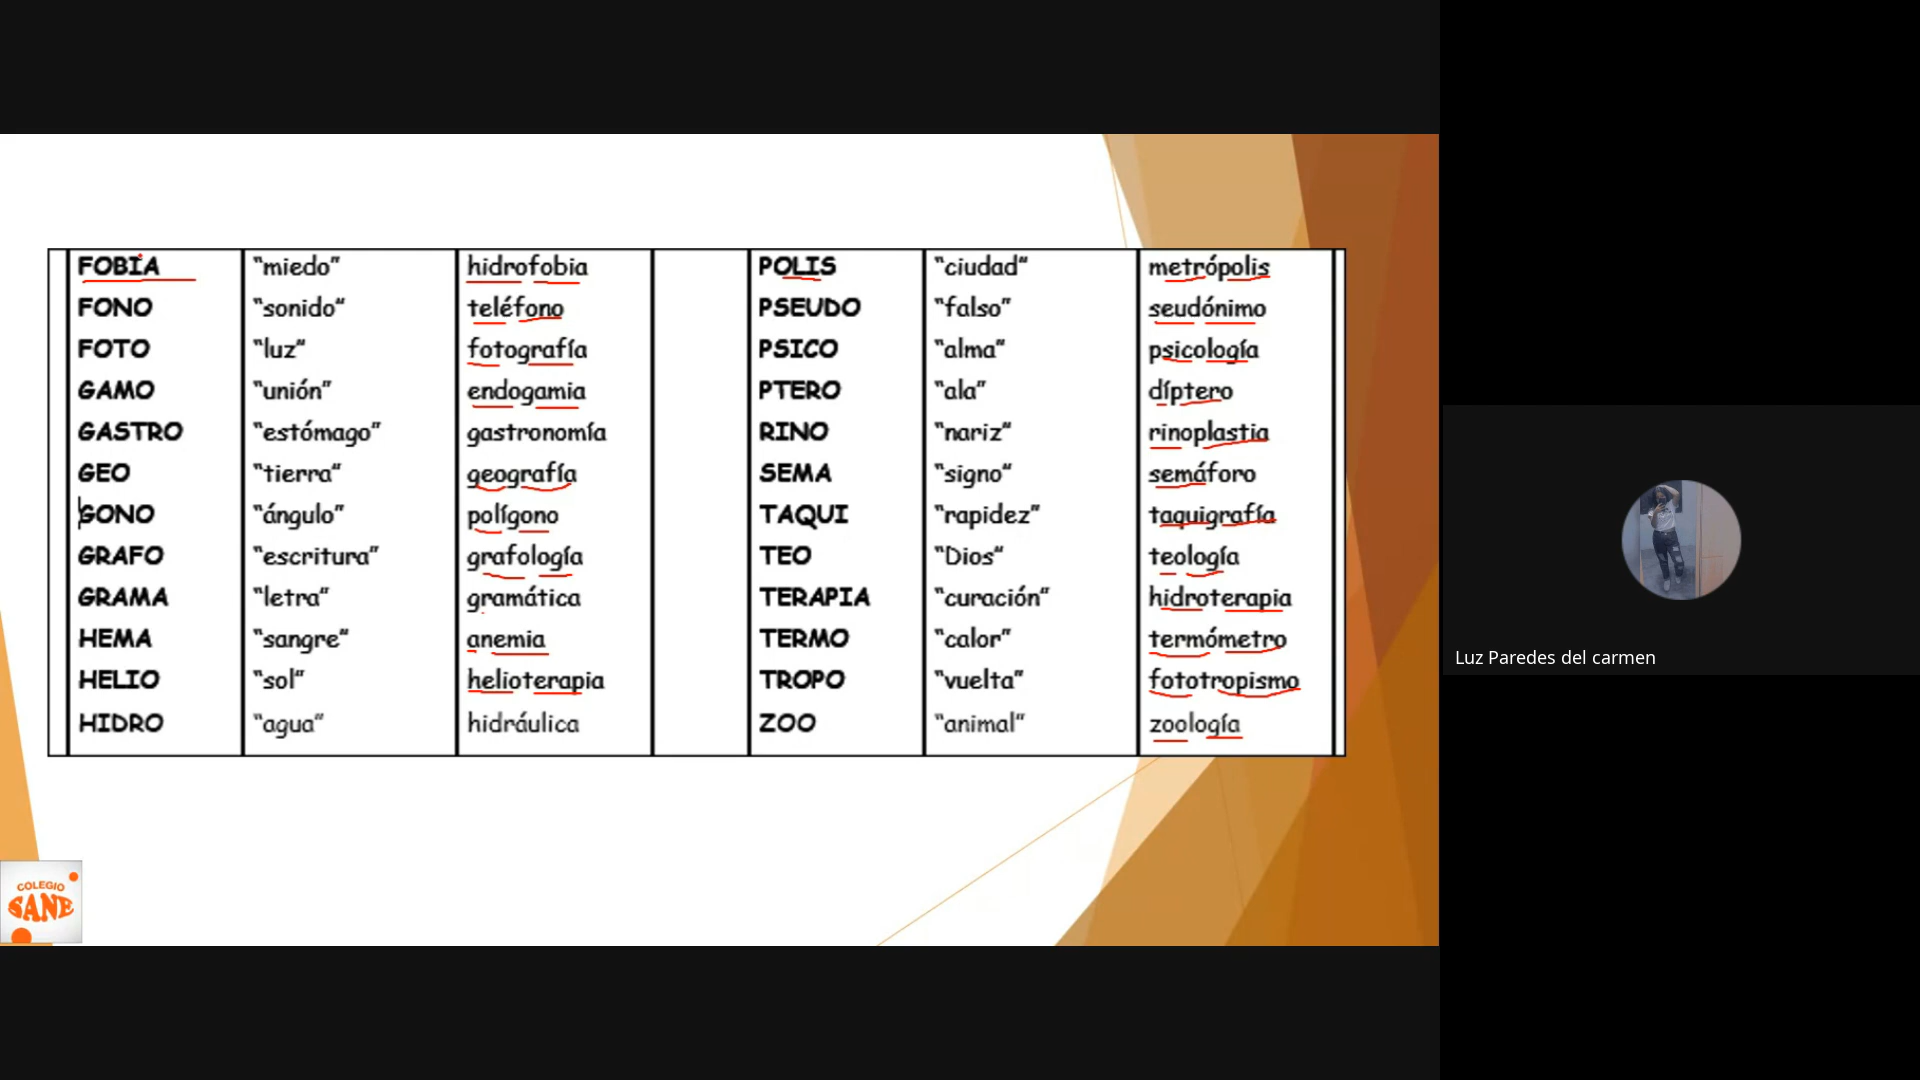 FOBIA “miedo” hidrofobia POLIS “ciudad” metrópolis
FONO “sonido” teléfono PSEUDO “falso” seudónimo
FOTO “luz” fotografía PSICO “alma” psicología
GAMO “unión” endogamia PTERO “ala” díptero
GASTRO “estómago” gastronomía RINO “nariz” rinoplastia
GEO “tierra” geografía SEMA “signo” semáforo
GONO “ángulo” polígono TAQUI “rapidez” taquigrafía
GRAFO “escritura” grafología TEO “Dios” teología
GRAMA “letra” gramática TERAPIA “curación” hidroterapia
HEMA “sangre” anemia TERMO “calor” termómetro
HELIO “sol” helioterapia TROPO “vuelta” fototropismo
HIDRO “agua” hidráulica ZOO “animal” zoología
COLEGIO
SANE
Luz Paredes del carmen